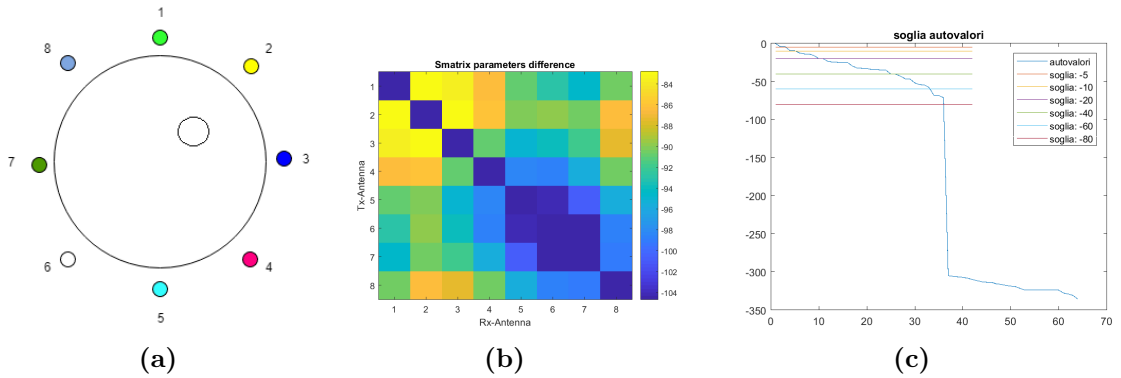 1
8
2
7
3
6
4
5
(a)
Smatrix parameters difference
Tx-Antenna
1
2
3
4
5
6
7
8
1 2 3 4 5 6 7 8
Rx-Antenna
-84
-86
-88
-90
-92
-94
-96
-98
-100
-102
-104
(b)
soglia autovalori
0
-50
-100
-150
-200
-250
-300
-350
0 10 20 30 40 50 60 70
autovalori
soglia: -5
soglia: -10
soglia: -20
soglia: -40
soglia: -60
soglia: -80
(c)